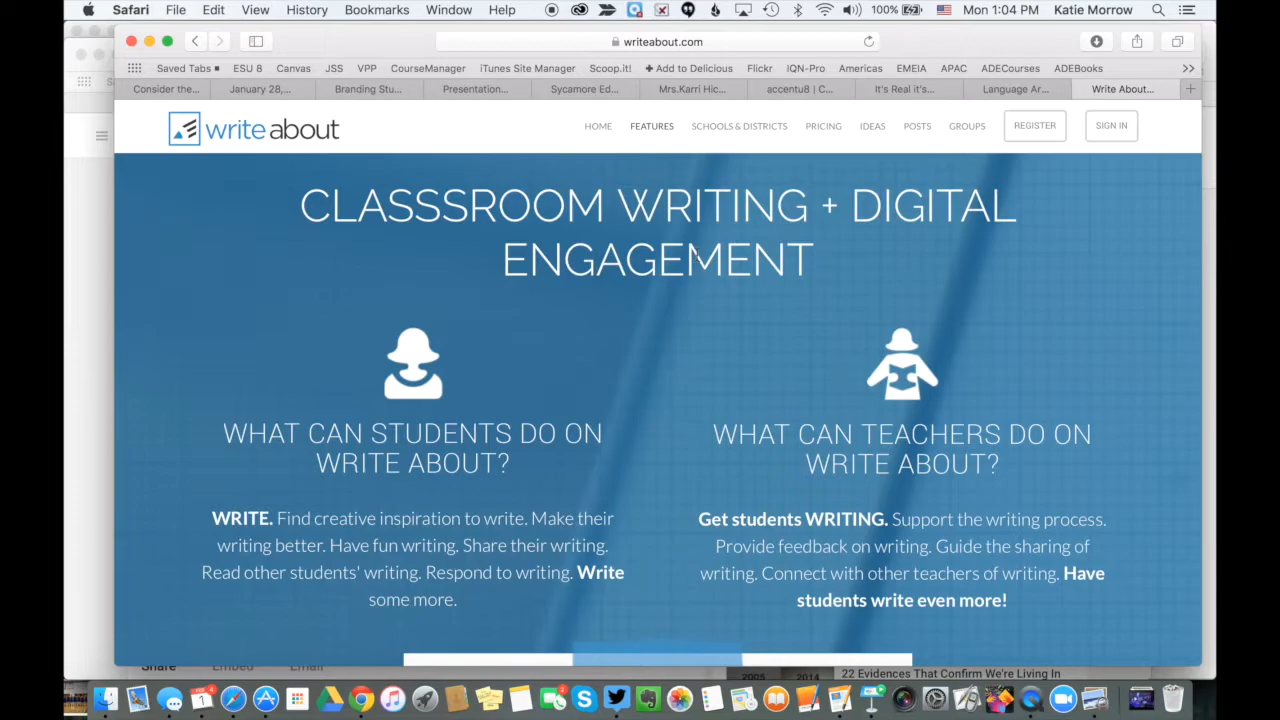 Safari File Edit View History Bookmarks Window Help 100% Mon 1:04 PM Katie Morrow
writeabout.com
Saved Tabs ESU 8 Canvas JSS VPP CourseManager iTunes Site Manager Scoop.it! + Add to Delicious Flickr IQN-Pro Americas EMEIA APAC ADECourses ADEBooks >>
Consider the... January 28,... Branding Stu... Presentation... Sycamore Ed... Mrs.Karri Hic... accentu8 | C... It's Real it's... Language Ar... Write About... +
write about HOME FEATURES SCHOOLS & DISTRICTS PRICING IDEAS POSTS GROUPS REGISTER SIGN IN
CLASSSROOM WRITING + DIGITAL
ENGAGEMENT
WHAT CAN STUDENTS DO ON
WRITE ABOUT?
WRITE. Find creative inspiration to write. Make their
writing better. Have fun writing. Share their writing.
Read other students' writing. Respond to writing. Write
some more.
WHAT CAN TEACHERS DO ON
WRITE ABOUT?
Get students WRITING. Support the writing process.
Provide feedback on writing. Guide the sharing of
writing. Connect with other teachers of writing. Have
students write even more!
Share Embed Email
2005 2014 22 Evidences That Confirm We're Living In